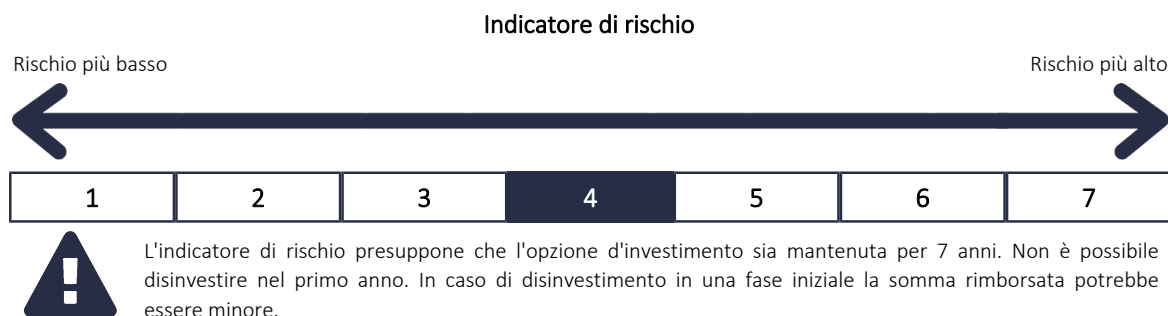 Indicatore di rischio
Rischio più basso Rischio più alto
1 2 3 4 5 6 7
L'indicatore di rischio presuppone che l'opzione d'investimento sia mantenuta per 7 anni. Non è possibile
disinvestire nel primo anno. In caso di disinvestimento in una fase iniziale la somma rimborsata potrebbe
essere minore.